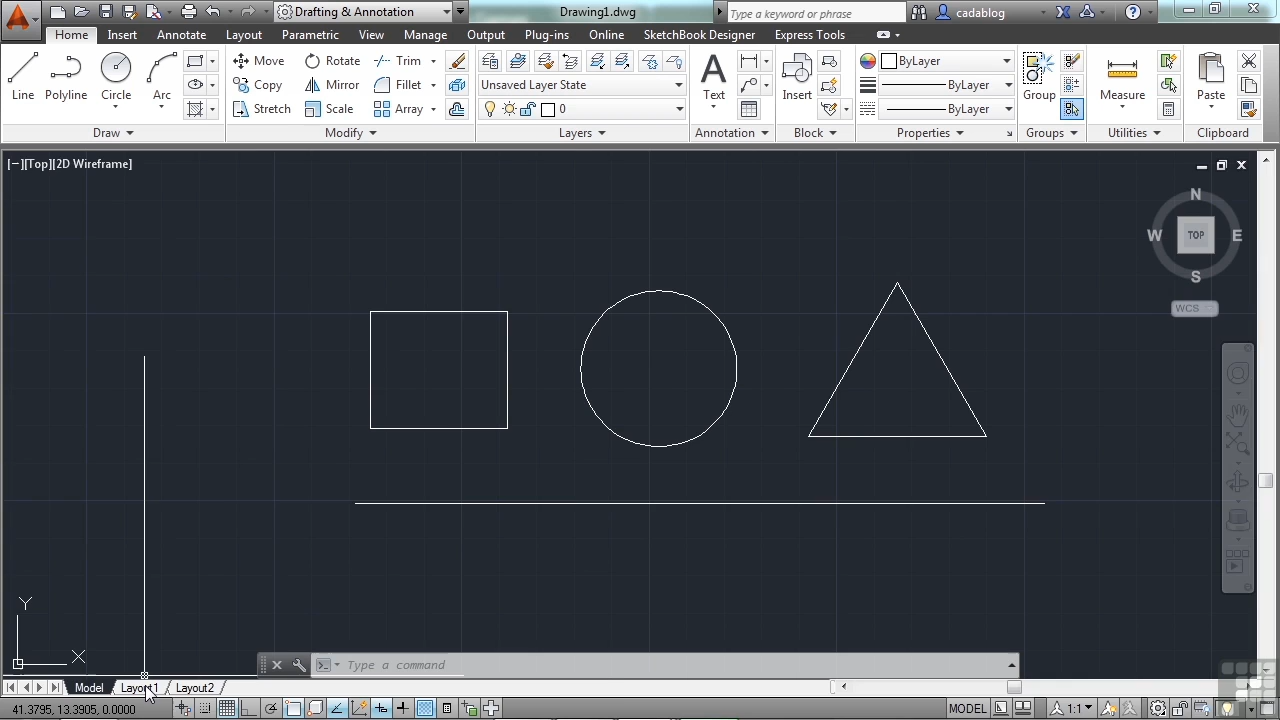 Drafting & Annotation
Drawing1.dwg
Type a keyword or phrase
cadablog
Home Insert Annotate Layout Parametric View Manage Output Plug-ins Online SketchBook Designer Express Tools
Line Polyline Circle Arc
Move Rotate Trim
Copy Mirror Fillet
Stretch Scale Array
Unsaved Layer State
0
Text
Insert
ByLayer
ByLayer
ByLayer
Group
Measure
Paste
Draw Modify Layers Annotation Block Properties Groups Utilities Clipboard
[−][Top][2D Wireframe]
N
W TOP E
S
WCS
Y
X
Type a command
Model Layout1 Layout2
41.3795, 13.3905, 0.0000
MODEL 1:1